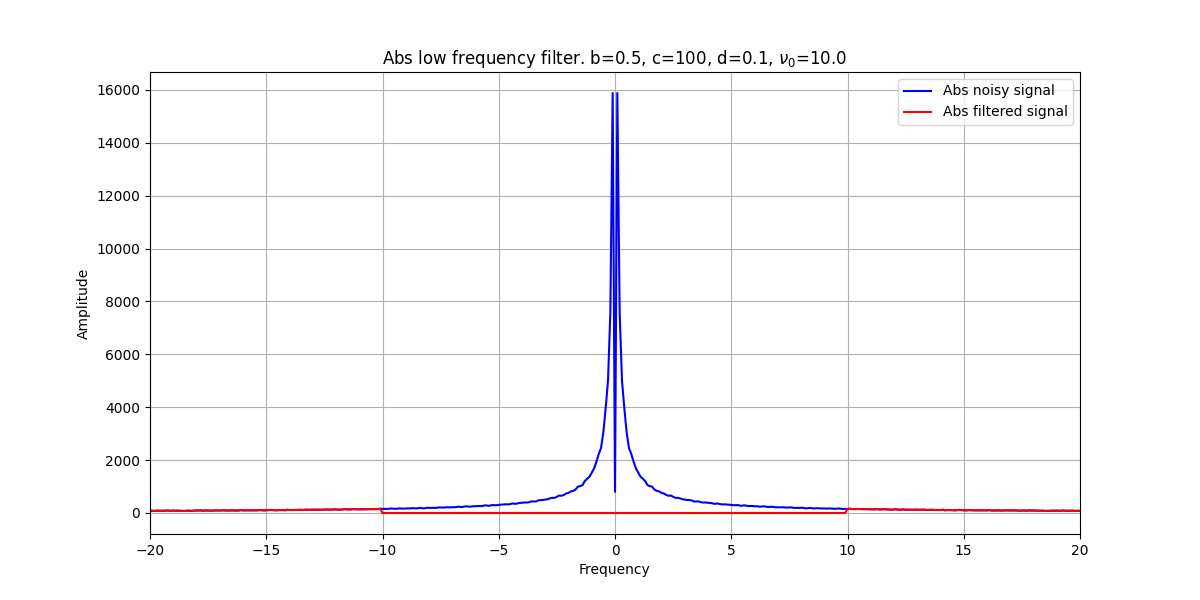 Abs low frequency filter. b=0.5, c=100, d=0.1, ν₀=10.0
Abs noisy signal
Abs filtered signal
16000
14000
12000
10000
8000
6000
4000
2000
0
Amplitude
−20 −15 −10 −5 0 5 10 15 20
Frequency